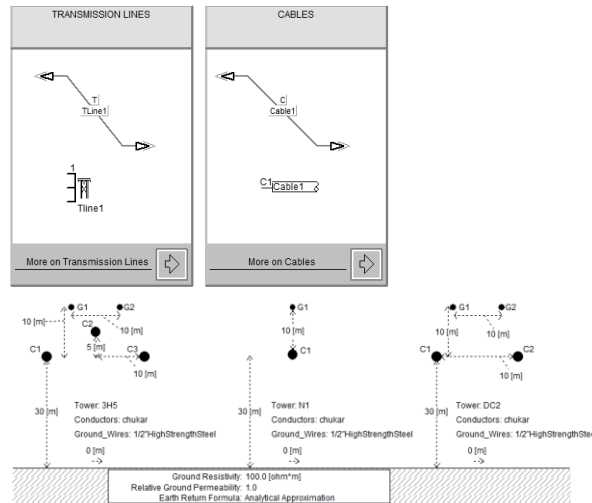 TRANSMISSION LINES
CABLES
T
TLine1
C
Cable1
1
Tline1
C1
Cable1
More on Transmission Lines
More on Cables
G1
G2
10 [m]
10 [m]
C2
C1
5 [m]
C3
10 [m]
30 [m]
Tower: 3H5
Conductors: chukar
Ground_Wires: 1/2"HighStrengthSteel
0 [m]
G1
10 [m]
C1
30 [m]
Tower: N1
Conductors: chukar
Ground_Wires: 1/2"HighStrengthSteel
0 [m]
G1
G2
10 [m]
10 [m]
C1
C2
10 [m]
30 [m]
Tower: DC2
Conductors: chukar
Ground_Wires: 1/2"HighStrengthSte
0 [m]
Ground Resistivity: 100.0 [ohm*m]
Relative Ground Permeability: 1.0
Earth Return Formula: Analytical Approximation